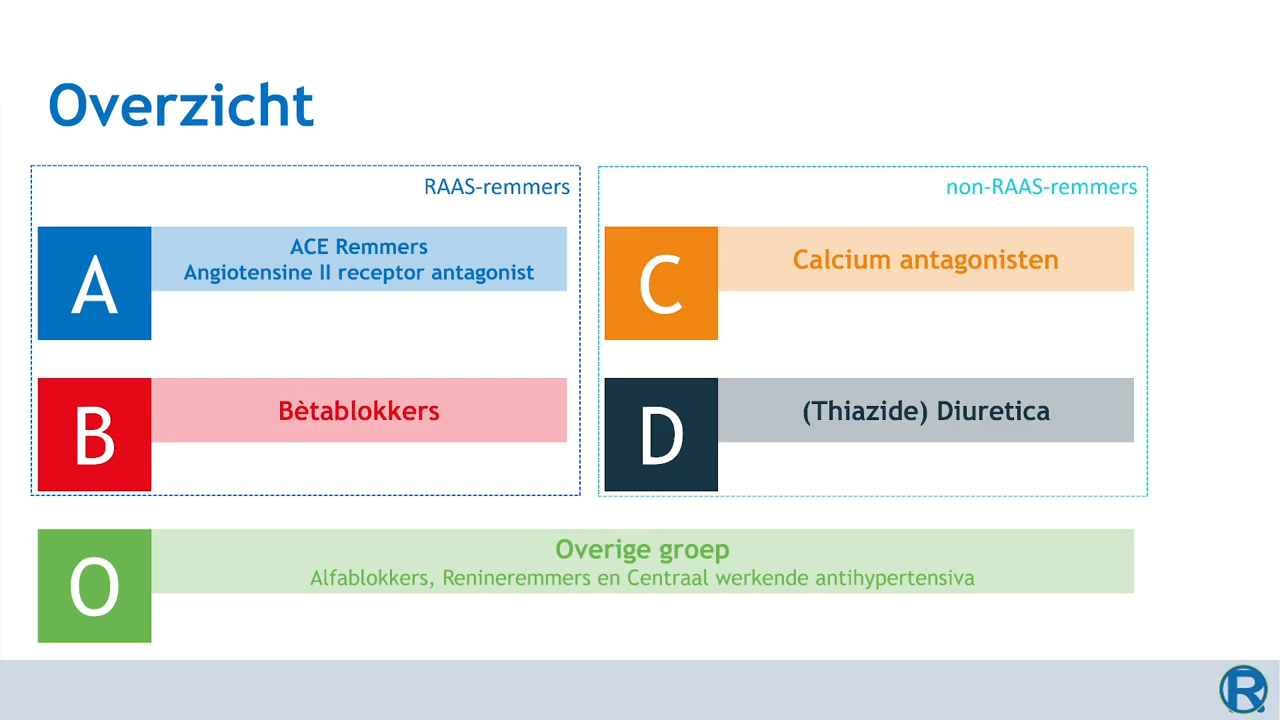 Overzicht
RAAS-remmers
A
ACE Remmers
Angiotensine II receptor antagonist
B
Bètablokkers
non-RAAS-remmers
C
Calcium antagonisten
D
(Thiazide) Diuretica
O
Overige groep
Alfablokkers, Renineremmers en Centraal werkende antihypertensiva
R